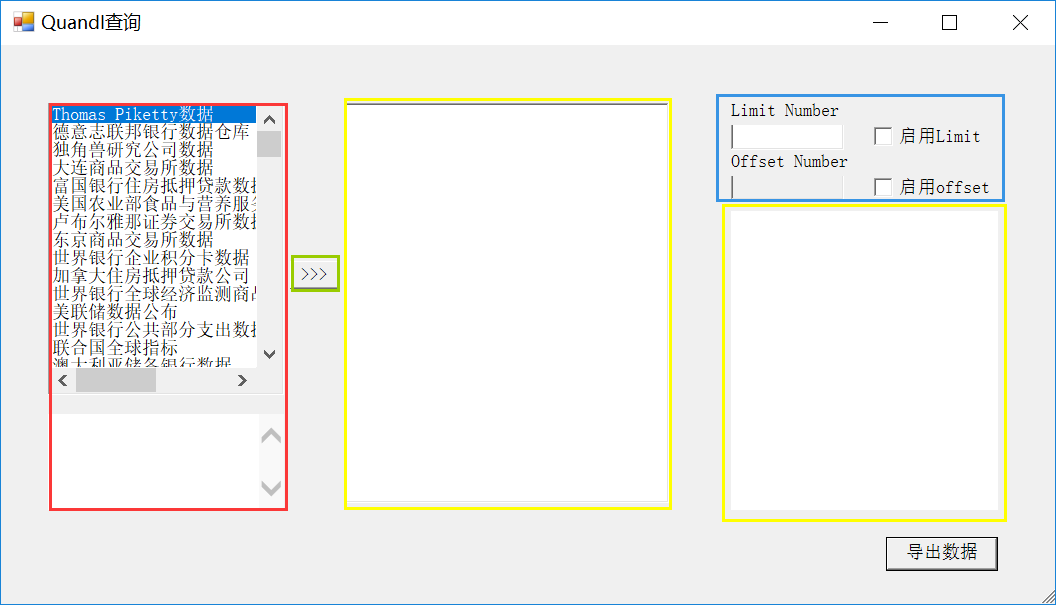 Quandl查询
Thomas Piketty数据
德意志联邦银行数据仓库
独角兽研究公司数据
大连商品交易所数据
富国银行住房抵押贷款数据
美国农业部食品与营养服务
卢布尔雅那证券交易所数据
东京商品交易所数据
世界银行企业积分卡数据
加拿大住房抵押贷款公司
世界银行全球经济监测商品
美联储数据公布
世界银行公共部分支出数据
联合国全球指标
澳大利亚储备银行数据
>>>
Limit Number
启用Limit
Offset Number
启用offset
导出数据